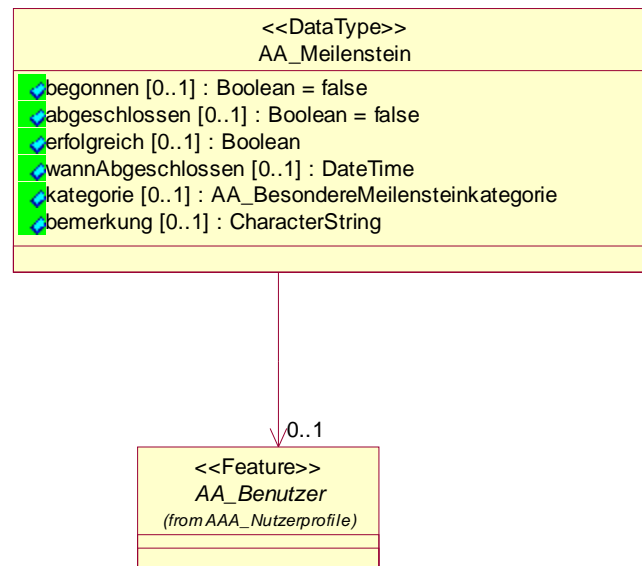 <<DataType>>
AA_Meilenstein
begonnen [0..1] : Boolean = false
abgeschlossen [0..1] : Boolean = false
erfolgreich [0..1] : Boolean
wannAbgeschlossen [0..1] : DateTime
kategorie [0..1] : AA_BesondereMeilensteinkategorie
bemerkung [0..1] : CharacterString
0..1
<<Feature>>
AA_Benutzer
(from AAA_Nutzerprofile)